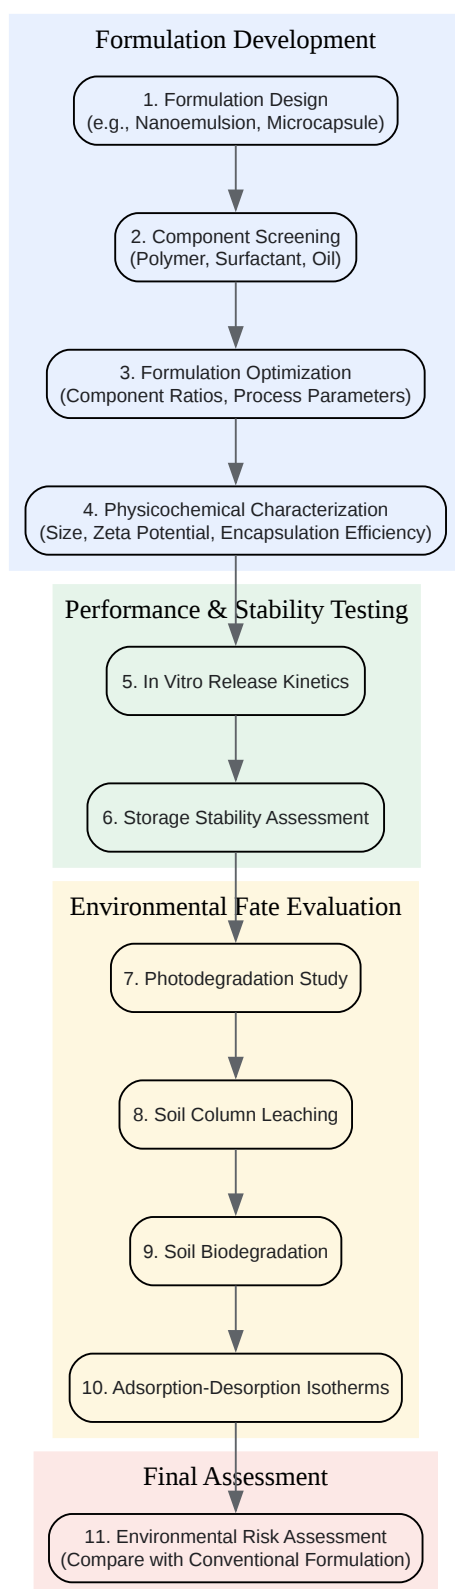 Formulation Development
1. Formulation Design
(e.g., Nanoemulsion, Microcapsule)
2. Component Screening
(Polymer, Surfactant, Oil)
3. Formulation Optimization
(Component Ratios, Process Parameters)
4. Physicochemical Characterization
(Size, Zeta Potential, Encapsulation Efficiency)
Performance & Stability Testing
5. In Vitro Release Kinetics
6. Storage Stability Assessment
Environmental Fate Evaluation
7. Photodegradation Study
8. Soil Column Leaching
9. Soil Biodegradation
10. Adsorption-Desorption Isotherms
Final Assessment
11. Environmental Risk Assessment
(Compare with Conventional Formulation)